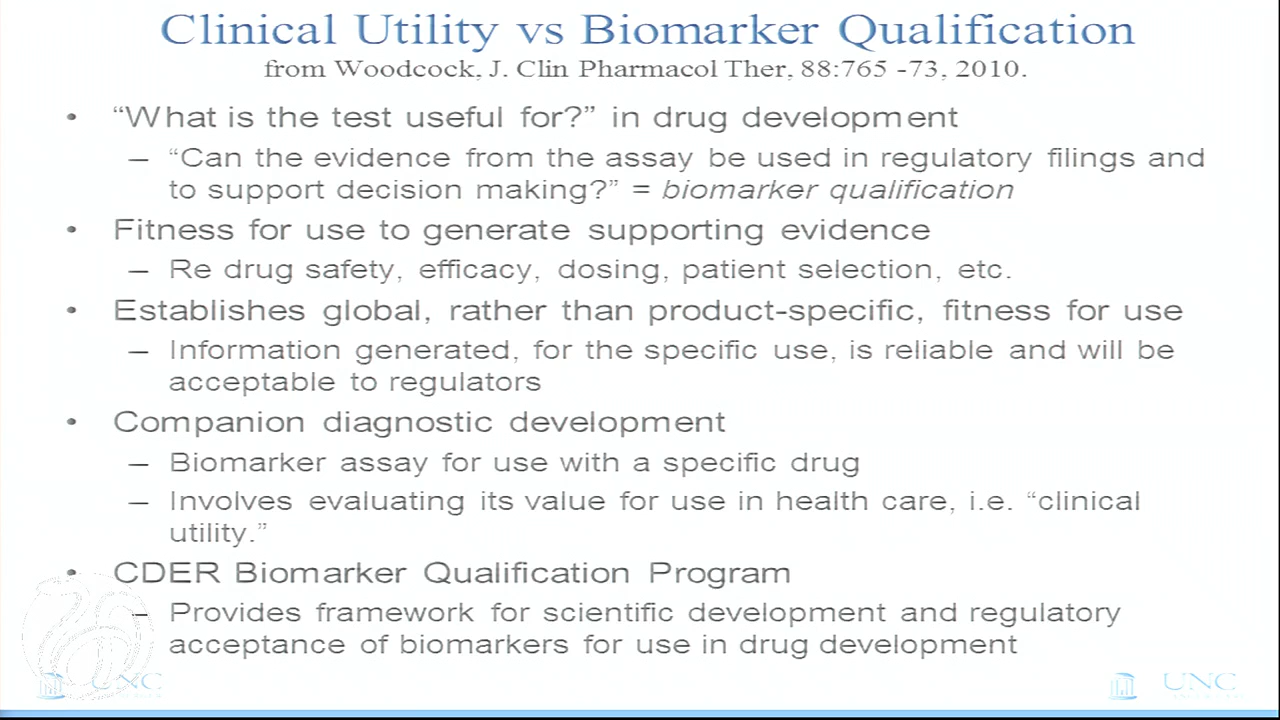 Clinical Utility vs Biomarker Qualification
from Woodcock, J. Clin Pharmacol Ther, 88:765 -73, 2010.
• “What is the test useful for?” in drug development
– “Can the evidence from the assay be used in regulatory filings and
to support decision making?” = biomarker qualification
• Fitness for use to generate supporting evidence
– Re drug safety, efficacy, dosing, patient selection, etc.
• Establishes global, rather than product-specific, fitness for use
– Information generated, for the specific use, is reliable and will be
acceptable to regulators
• Companion diagnostic development
– Biomarker assay for use with a specific drug
– Involves evaluating its value for use in health care, i.e. “clinical
utility.”
• CDER Biomarker Qualification Program
– Provides framework for scientific development and regulatory
acceptance of biomarkers for use in drug development
UNC
UNC